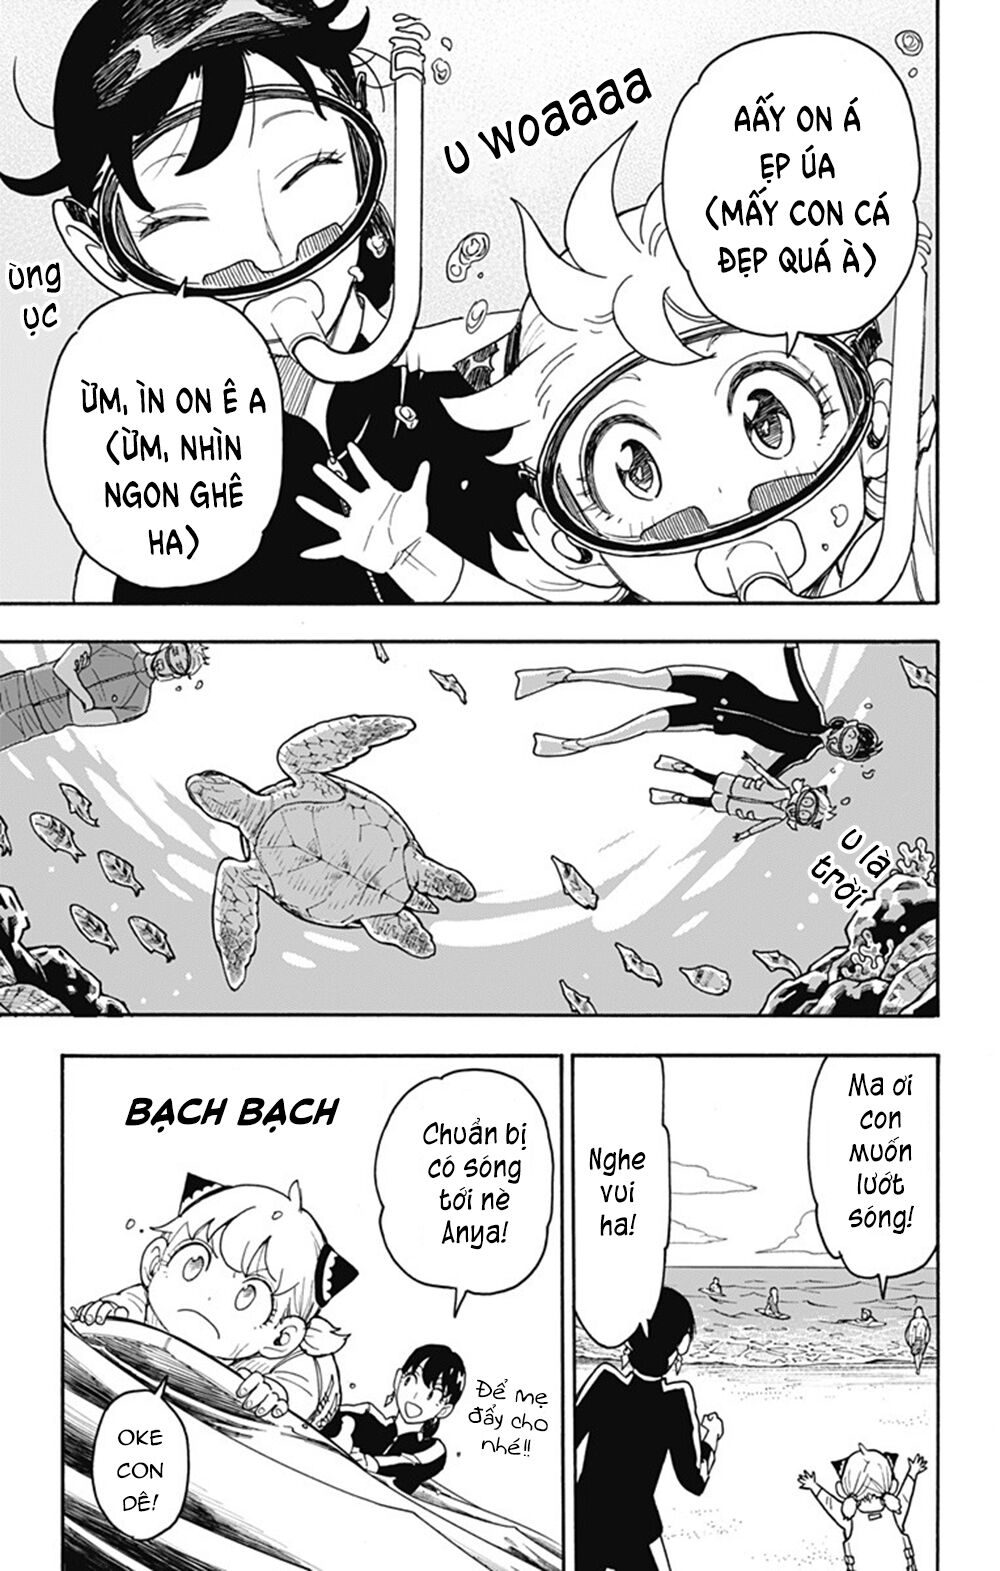 AẤY ON Á
ẸP ÚA
(MẤY CON CÁ
ĐẸP QUÁ À)
U WOAAAA
ÙNG
ỤC
ỪM, ÌN ON Ê A
(ỪM, NHÌN
NGON GHÊ
HA)
U LÀ
TRỜI
Ma ơi
con
muốn
lướt
sóng!
Nghe
vui
ha!
Chuẩn bị
có sóng
tới nè
Anya!
BẠCH BẠCH
Để mẹ
đẩy cho
nhé!!
OKE
CON
DÊ!